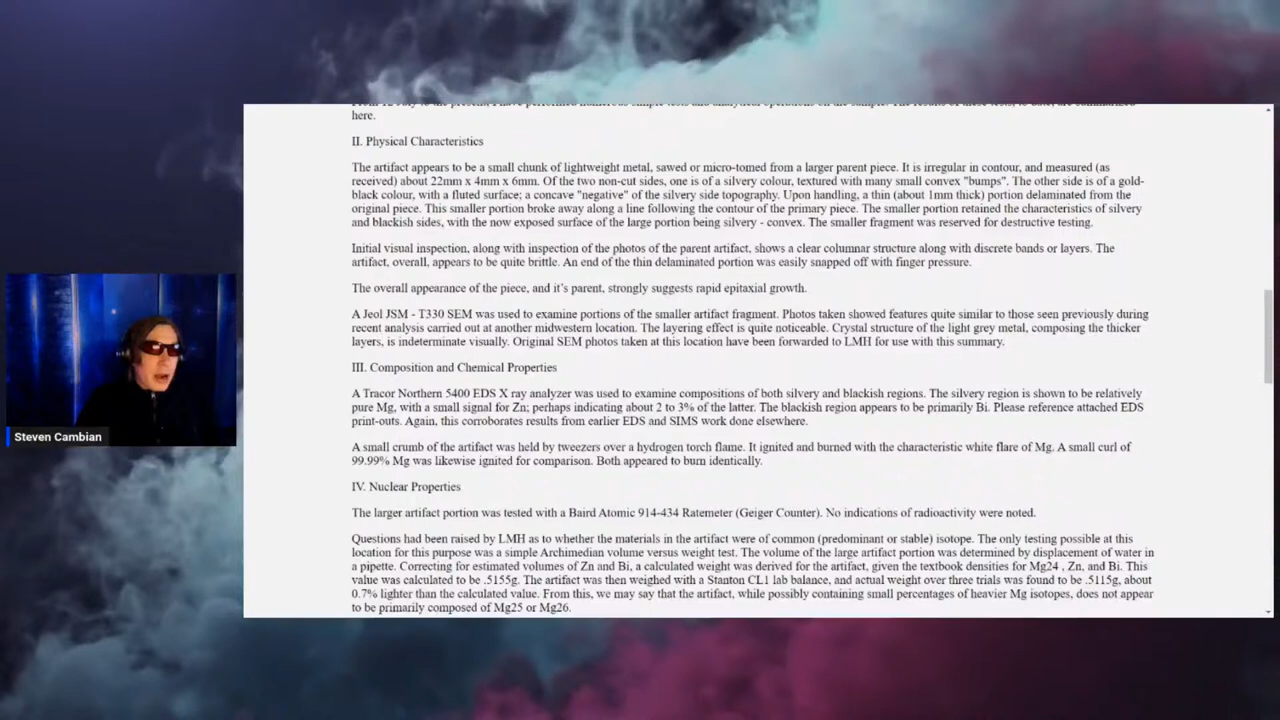 From 12 July to the present, I have performed numerous simple tests and analytical operations on the sample. The results of these tests, to date, are summarized
here.
II. Physical Characteristics
The artifact appears to be a small chunk of lightweight metal, sawed or micro-tomed from a larger parent piece. It is irregular in contour, and measured (as
received) about 22mm x 4mm x 6mm. Of the two non-cut sides, one is of a silvery colour, textured with many small convex "bumps". The other side is of a gold-
black colour, with a fluted surface; a concave "negative" of the silvery side topography. Upon handling, a thin (about 1mm thick) portion delaminated from the
original piece. This smaller portion broke away along a line following the contour of the primary piece. The smaller portion retained the characteristics of silvery
and blackish sides, with the now exposed surface of the large portion being silvery - convex. The smaller fragment was reserved for destructive testing.
Initial visual inspection, along with inspection of the photos of the parent artifact, shows a clear columnar structure along with discrete bands or layers. The
artifact, overall, appears to be quite brittle. An end of the thin delaminated portion was easily snapped off with finger pressure.
The overall appearance of the piece, and it's parent, strongly suggests rapid epitaxial growth.
A Jeol JSM - T330 SEM was used to examine portions of the smaller artifact fragment. Photos taken showed features quite similar to those seen previously during
recent analysis carried out at another midwestern location. The layering effect is quite noticeable. Crystal structure of the light grey metal, composing the thicker
layers, is indeterminate visually. Original SEM photos taken at this location have been forwarded to LMH for use with this summary.
III. Composition and Chemical Properties
A Tracor Northern 5400 EDS X ray analyzer was used to examine compositions of both silvery and blackish regions. The silvery region is shown to be relatively
pure Mg, with a small signal for Zn; perhaps indicating about 2 to 3% of the latter. The blackish region appears to be primarily Bi. Please reference attached EDS
print-outs. Again, this corroborates results from earlier EDS and SIMS work done elsewhere.
A small crumb of the artifact was held by tweezers over a hydrogen torch flame. It ignited and burned with the characteristic white flare of Mg. A small curl of
99.99% Mg was likewise ignited for comparison. Both appeared to burn identically.
IV. Nuclear Properties
The larger artifact portion was tested with a Baird Atomic 914-434 Ratemeter (Geiger Counter). No indications of radioactivity were noted.
Questions had been raised by LMH as to whether the materials in the artifact were of common (predominant or stable) isotope. The only testing possible at this
location for this purpose was a simple Archimedian volume versus weight test. The volume of the large artifact portion was determined by displacement of water in
a pipette. Correcting for estimated volumes of Zn and Bi, a calculated weight was derived for the artifact, given the textbook densities for Mg24 , Zn, and Bi. This
value was calculated to be .5155g. The artifact was then weighed with a Stanton CL1 lab balance, and actual weight over three trials was found to be .5115g, about
0.7% lighter than the calculated value. From this, we may say that the artifact, while possibly containing small percentages of heavier Mg isotopes, does not appear
to be primarily composed of Mg25 or Mg26.
Steven Cambian